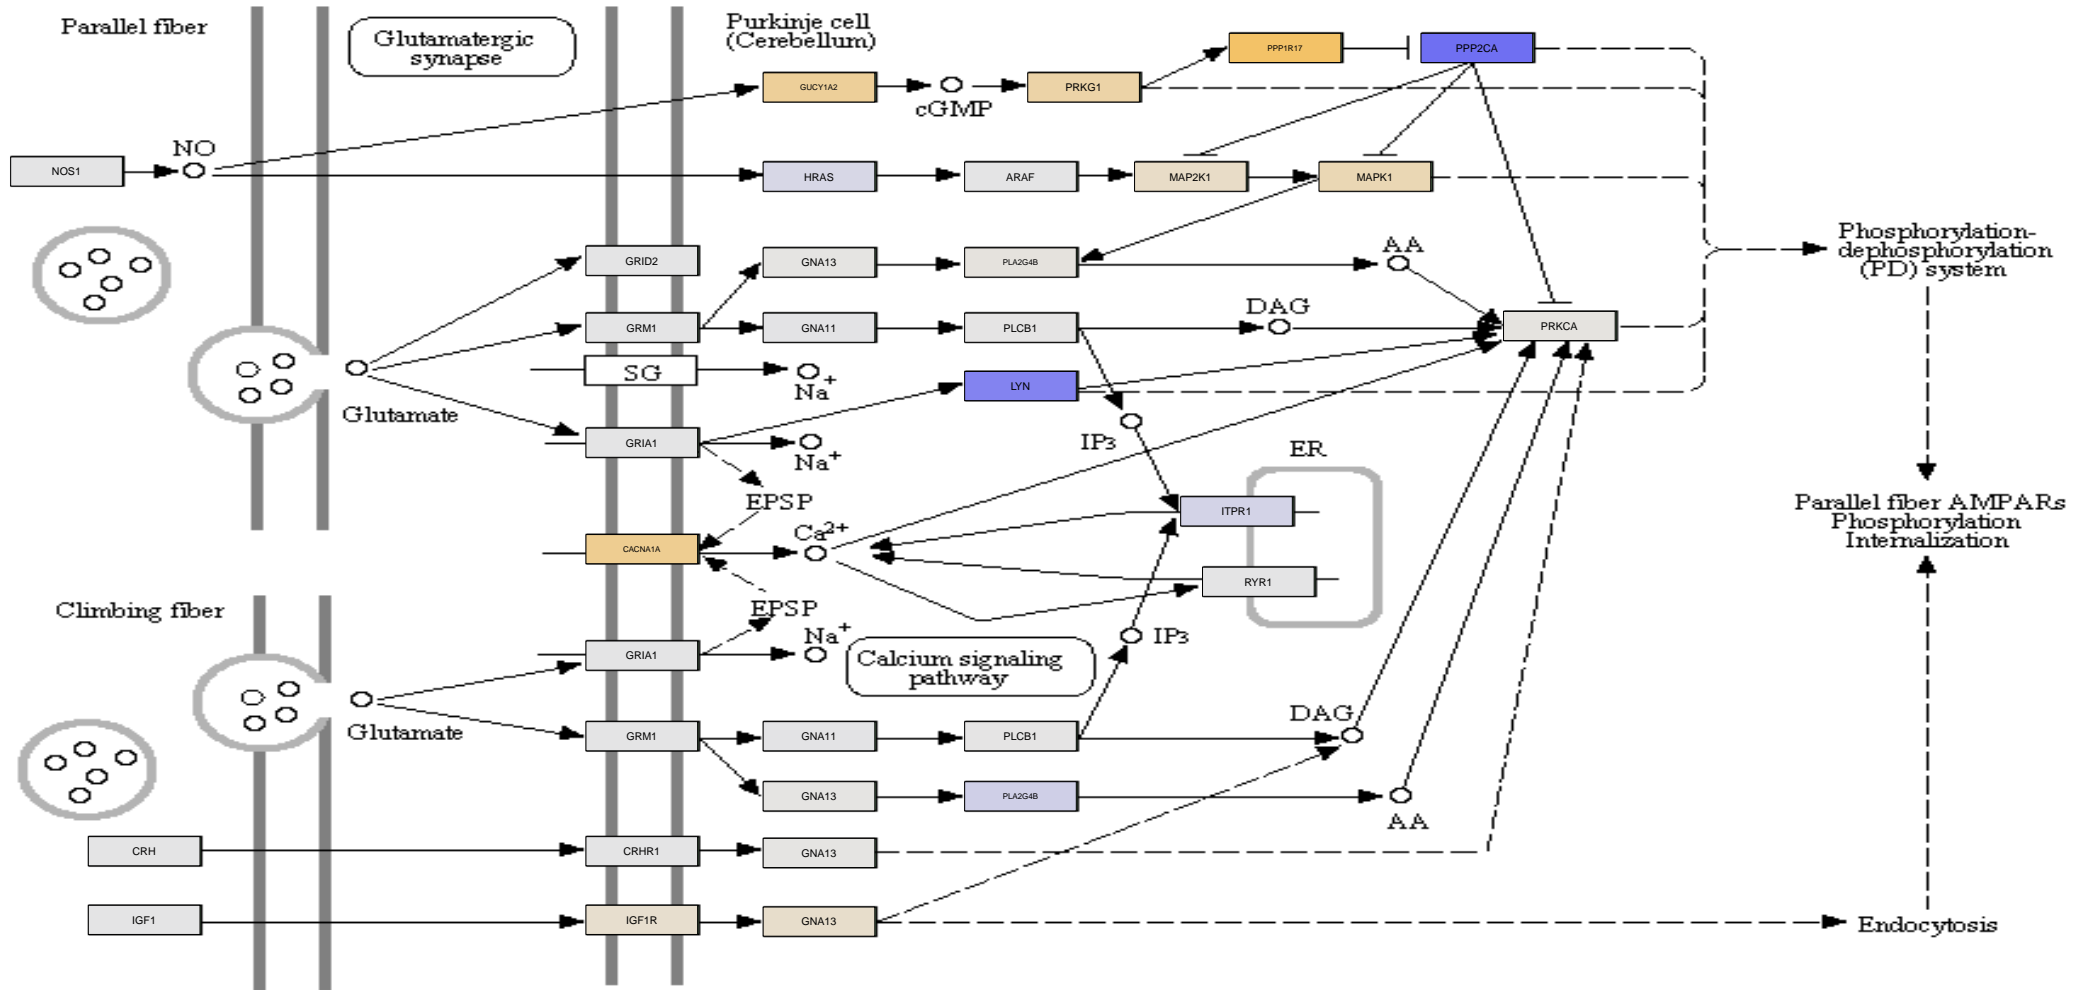 Parallel fiber
Glutamatergic
synapse
Purkinje cell
(Cerebellum)
PPP1R17
PPP2CA
GUCY1A2
cGMP
PRKG1
NOS1
NO
HRAS
ARAF
MAP2K1
MAPK1
GRID2
GNA13
PLA2G4B
AA
Phosphorylation-
dephosphorylation
(PD) system
GRM1
GNA11
PLCB1
DAG
PRKCA
SG
Na+
LYN
Glutamate
GRIA1
Na+
IP3
ER
EPSP
ITPR1
Parallel fiber AMPARs
Phosphorylation
Internalization
CACNA1A
Ca2+
RYR1
Climbing fiber
EPSP
GRIA1
Na+
IP3
Calcium signaling
pathway
Glutamate
GRM1
GNA11
PLCB1
DAG
GNA13
PLA2G4B
AA
CRH
CRHR1
GNA13
IGF1
IGF1R
GNA13
Endocytosis